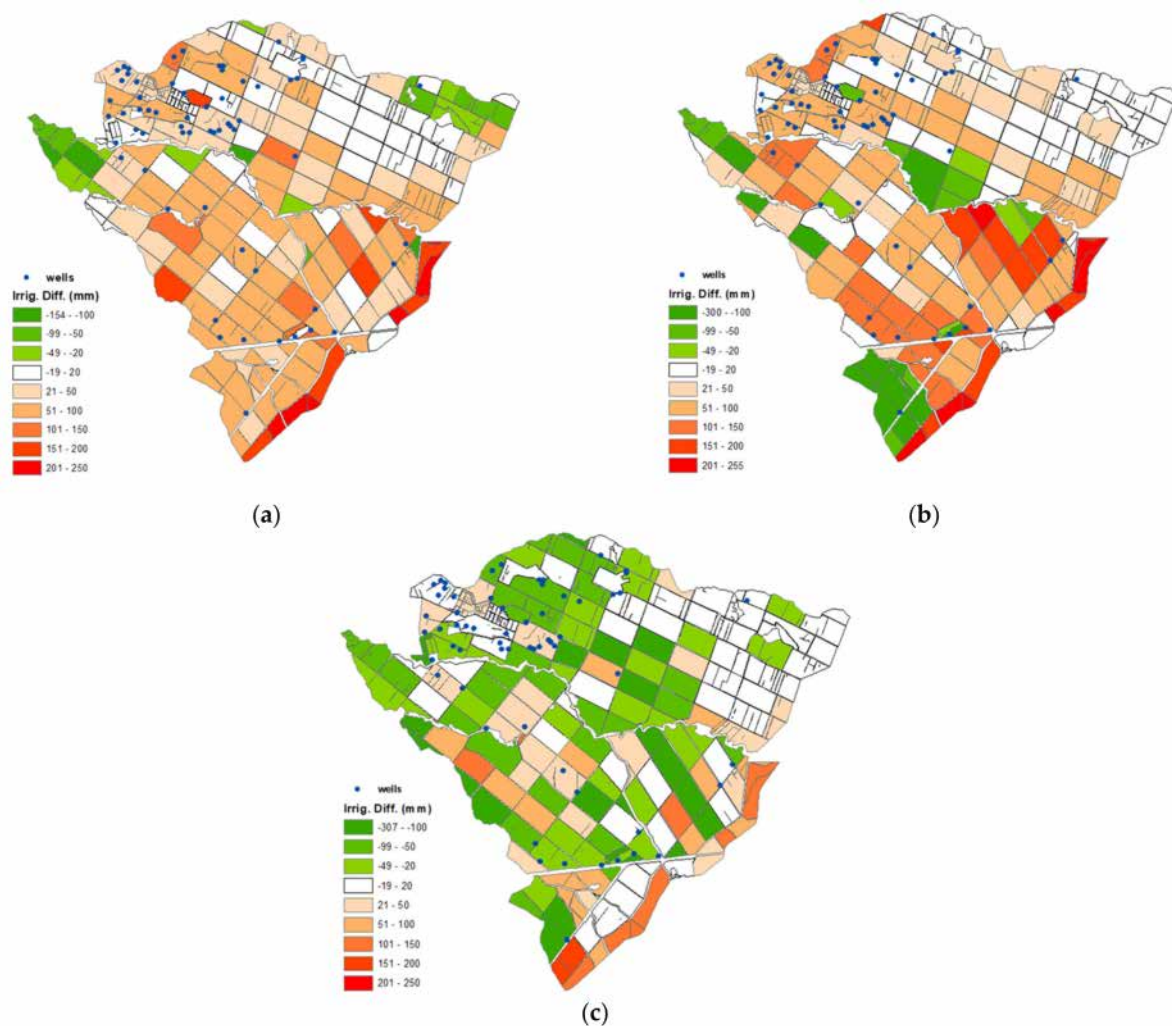 wells
Irrig. Diff. (mm)
-154 - -100
-99 - -50
-49 - -20
-19 - 20
21 - 50
51 - 100
101 - 150
151 - 200
201 - 250
(a)
wells
Irrig. Diff. (mm)
-300 - -100
-99 - -50
-49 - -20
-19 - 20
21 - 50
51 - 100
101 - 150
151 - 200
201 - 255
(b)
wells
Irrig. Diff. (mm)
-307 - -100
-99 - -50
-49 - -20
-19 - 20
21 - 50
51 - 100
101 - 150
151 - 200
201 - 250
(c)